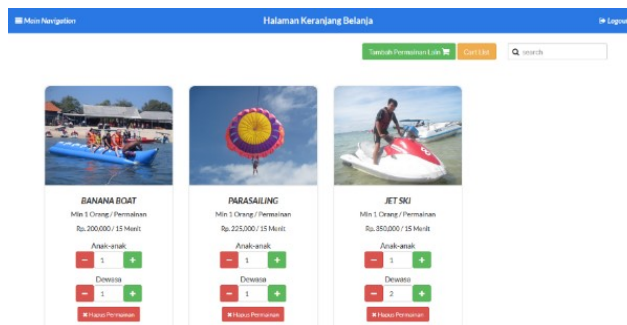 Main Navigation
Halaman Keranjang Belanja
Logout
Tambah Permainan Lain
Cart List
search
BANANA BOAT
Min 1 Orang / Permainan
Rp. 200,000 / 15 Menit
Anak-anak
1
Dewasa
1
Hapus Permainan
PARASAILING
Min 1 Orang / Permainan
Rp. 225,000 / 15 Menit
Anak-anak
1
Dewasa
1
Hapus Permainan
JET SKI
Min 1 Orang / Permainan
Rp. 350,000 / 15 Menit
Anak-anak
1
Dewasa
2
Hapus Permainan